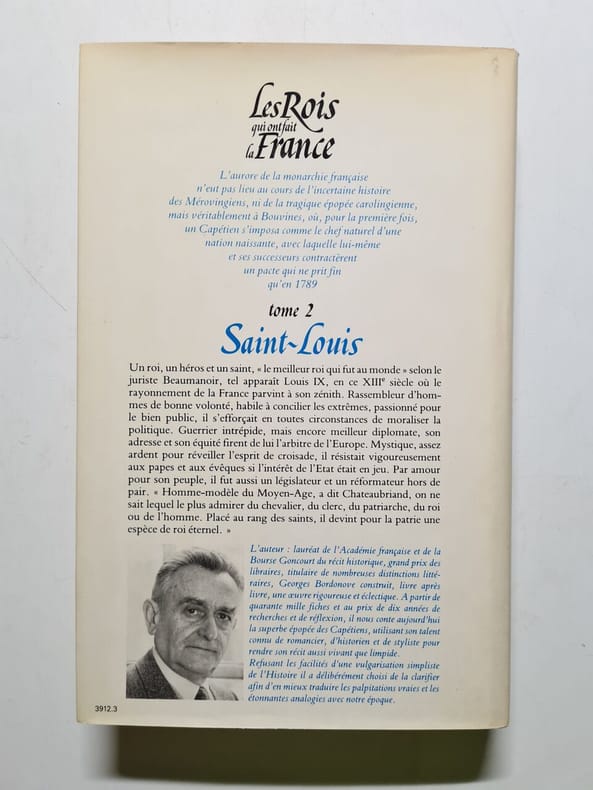 Les Rois
qui ont fait
la France
L'aurore de la monarchie française
n'eut pas lieu au cours de l'incertaine histoire
des Mérovingiens, ni de la tragique épopée carolingienne,
mais véritablement à Bouvines, où, pour la première fois,
un Capétien s'imposa comme le chef naturel d'une
nation naissante, avec laquelle lui-même
et ses successeurs contractèrent
un pacte qui ne prit fin
qu'en 1789
tome 2
Saint-Louis
Un roi, un héros et un saint, « le meilleur roi qui fut au monde » selon le
juriste Beaumanoir, tel apparaît Louis IX, en ce XIIIe siècle où le
rayonnement de la France parvint à son zénith. Rassembleur d'hom-
mes de bonne volonté, habile à concilier les extrêmes, passionné pour
le bien public, il s'efforçait en toutes circonstances de moraliser la
politique. Guerrier intrépide, mais encore meilleur diplomate, son
adresse et son équité firent de lui l'arbitre de l'Europe. Mystique, assez
ardent pour réveiller l'esprit de croisade, il résistait vigoureusement
aux papes et aux évêques si l'intérêt de l'Etat était en jeu. Par amour
pour son peuple, il fut aussi un législateur et un réformateur hors de
pair. « Homme-modèle du Moyen-Age, a dit Chateaubriand, on ne
sait lequel le plus admirer du chevalier, du clerc, du patriarche, du roi
ou de l'homme. Placé au rang des saints, il devint pour la patrie une
espèce de roi éternel. »
L'auteur : lauréat de l'Académie française et de la
Bourse Goncourt du récit historique, grand prix des
libraires, titulaire de nombreuses distinctions litté-
raires, Georges Bordonove construit, livre après
livre, une œuvre rigoureuse et éclectique. A partir de
quarante mille fiches et au prix de dix années de
recherches et de réflexion, il nous conte aujourd'hui
la superbe épopée des Capétiens, utilisant son talent
connu de romancier, d'historien et de styliste pour
rendre son récit aussi vivant que limpide.
Refusant les facilités d'une vulgarisation simpliste
de l'Histoire il a délibérément choisi de la clarifier
afin d'en mieux traduire les palpitations vraies et les
étonnantes analogies avec notre époque.
3912.3